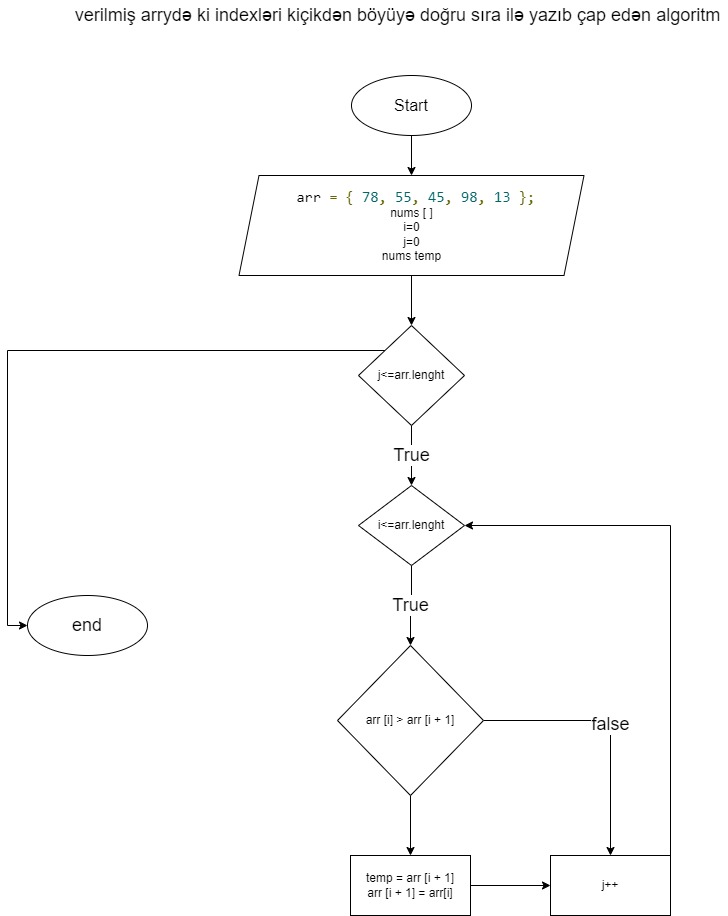 verilmiş arrydə ki indexləri kiçikdən böyüyə doğru sıra ilə yazıb çap edən algoritm
Start
arr = { 78, 55, 45, 98, 13 };
nums [ ]
i=0
j=0
nums temp
j<=arr.lenght
True
i<=arr.lenght
True
end
arr [i] > arr [i + 1]
false
temp = arr [i + 1]
arr [i + 1] = arr[i]
j++